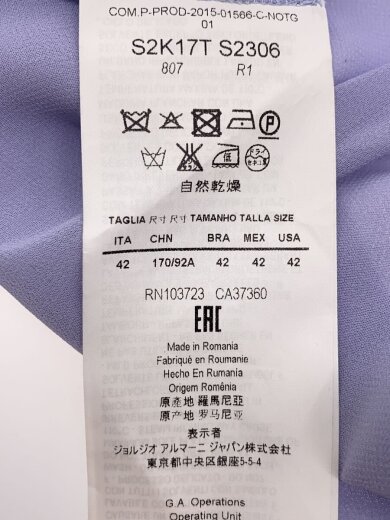 COM.P-PROD-2015-01566-C-NOTG
01
S2K17T S2306
807 R1
P
ドライ
自然乾燥
TAGLIA 尺寸 尺寸 TAMANHO TALLA SIZE
ITA CHN BRA MEX USA
42 170/92A 42 42 42
RN103723 CA37360
EAC
Made in Romania
Fabriqué en Roumanie
Hecho En Rumania
Origem Romênia
原產地 羅馬尼亞
原产地 罗马尼亚
表示者
ジョルジオ アルマーニ ジャパン株式会社
東京都中央区銀座5-5-4
G.A. Operations
Operating Unit